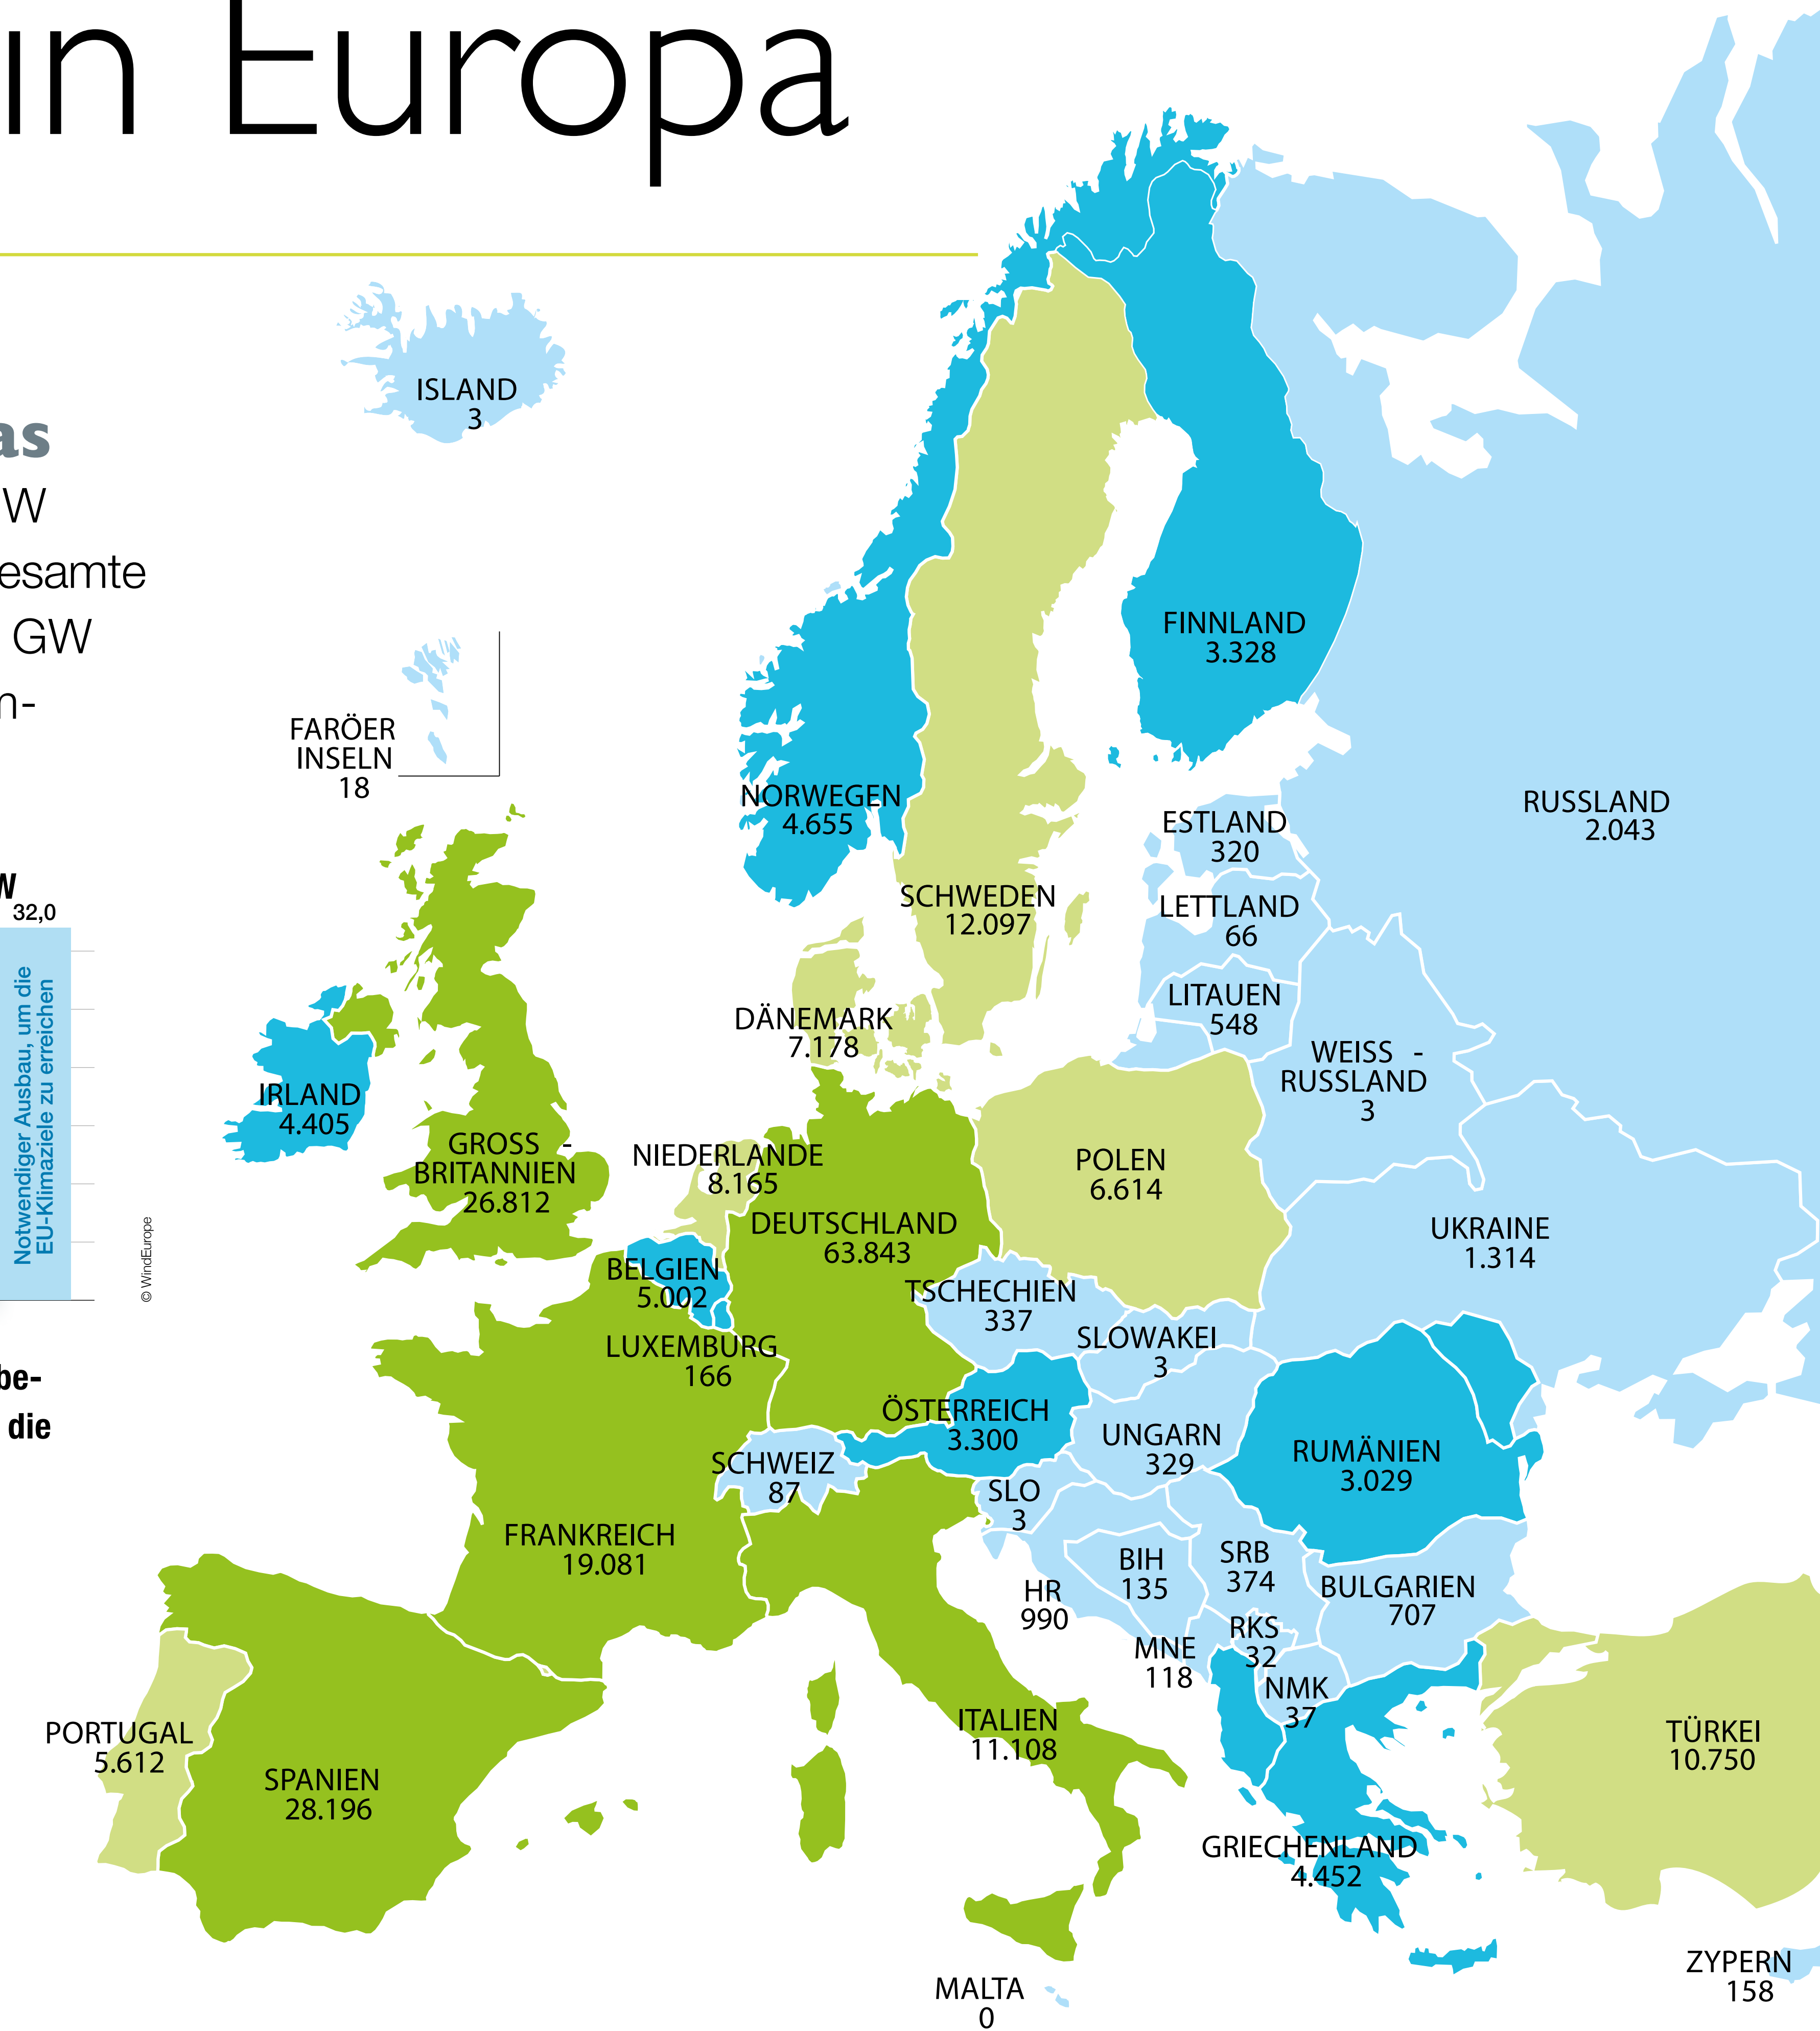 in Europa
as
W
esamte
GW
n-
W
32,0
Notwendiger Ausbau, um die
EU-Klimaziele zu erreichen
© WindEurope
be-
die
ISLAND
3
FARÖER
INSELN
18
FINNLAND
3.328
NORWEGEN
4.655
RUSSLAND
2.043
ESTLAND
320
SCHWEDEN
12.097
LETTLAND
66
LITAUEN
548
DÄNEMARK
7.178
WEISS -
RUSSLAND
3
IRLAND
4.405
GROSS -
BRITANNIEN
26.812
NIEDERLANDE
8.165
POLEN
6.614
DEUTSCHLAND
63.843
UKRAINE
1.314
BELGIEN
5.002
TSCHECHIEN
337
LUXEMBURG
166
SLOWAKEI
3
ÖSTERREICH
3.300
UNGARN
329
RUMÄNIEN
3.029
SCHWEIZ
87
SLO
3
FRANKREICH
19.081
BIH
135
SRB
374
HR
990
BULGARIEN
707
RKS
32
MNE
118
NMK
37
PORTUGAL
5.612
SPANIEN
28.196
ITALIEN
11.108
TÜRKEI
10.750
GRIECHENLAND
4.452
ZYPERN
158
MALTA
0